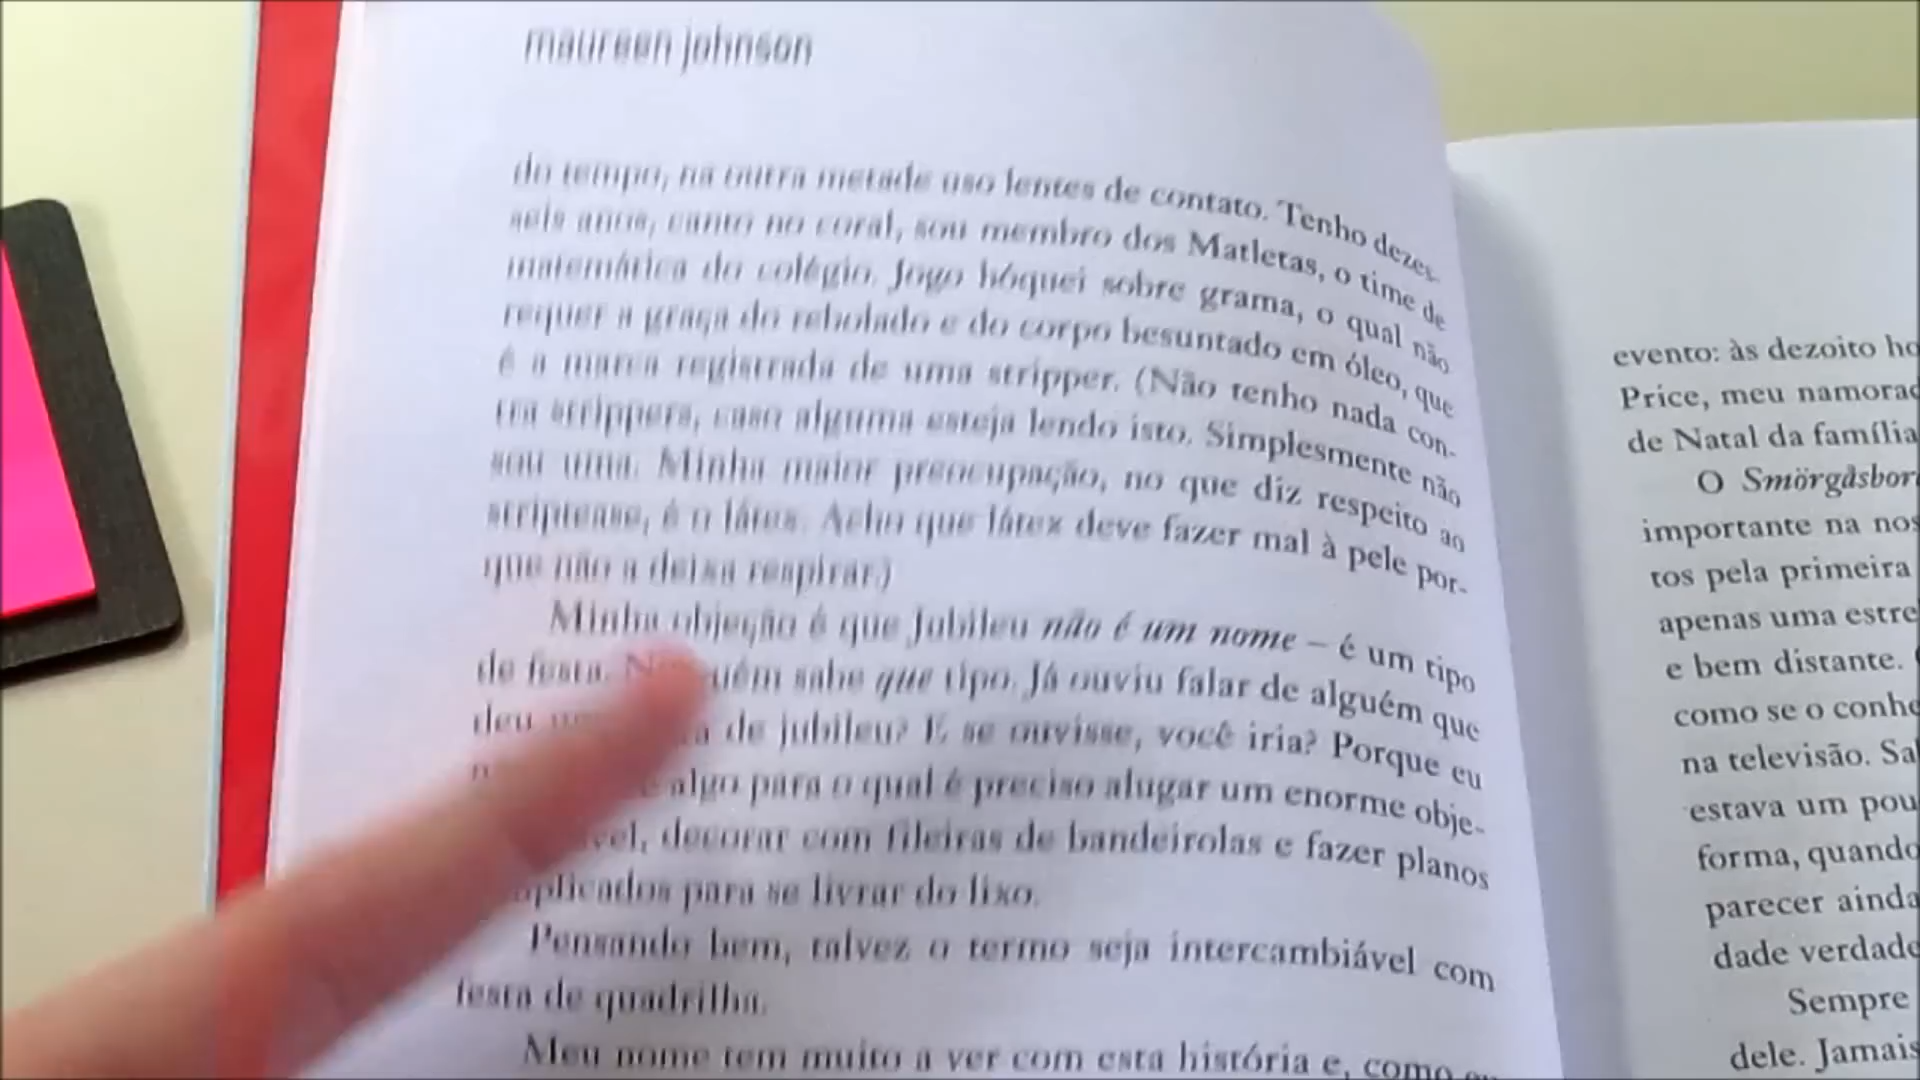 maureen johnson
do tempo, na outra metade uso lentes de contato. Tenho dezes-
seis anos, canto no coral, sou membro dos Matletas, o time de
matemática do colégio. Jogo hóquei sobre grama, o qual não
requer a graça do rebolado e do corpo besuntado em óleo, que
é a marca registrada de uma stripper. (Não tenho nada con-
tra strippers, caso alguma esteja lendo isto. Simplesmente não
sou uma. Minha maior preocupação, no que diz respeito ao
striptease, é o látex. Acho que látex deve fazer mal à pele por-
que não a deixa respirar.)
Minha objeção é que Jubileu não é um nome – é um tipo
de festa. que tipo. Já ouviu falar de alguém que
deu de jubileu? E se ouvisse, você iria? Porque eu
algo para o qual é preciso alugar um enorme obje-
decorar com fileiras de bandeirolas e fazer planos
para se livrar do lixo.
Pensando bem, talvez o termo seja intercambiável com
festa de quadrilha.
Meu nome tem muito a ver com esta história e, como
evento: às dezoito ho
Price, meu namorad
de Natal da família
O Smörgåsbor
importante na nos
tos pela primeira
apenas uma estre
e bem distante.
como se o conhe
na televisão. Sa
estava um pou
forma, quando
parecer ainda
dade verdade
Sempre
dele. Jamais